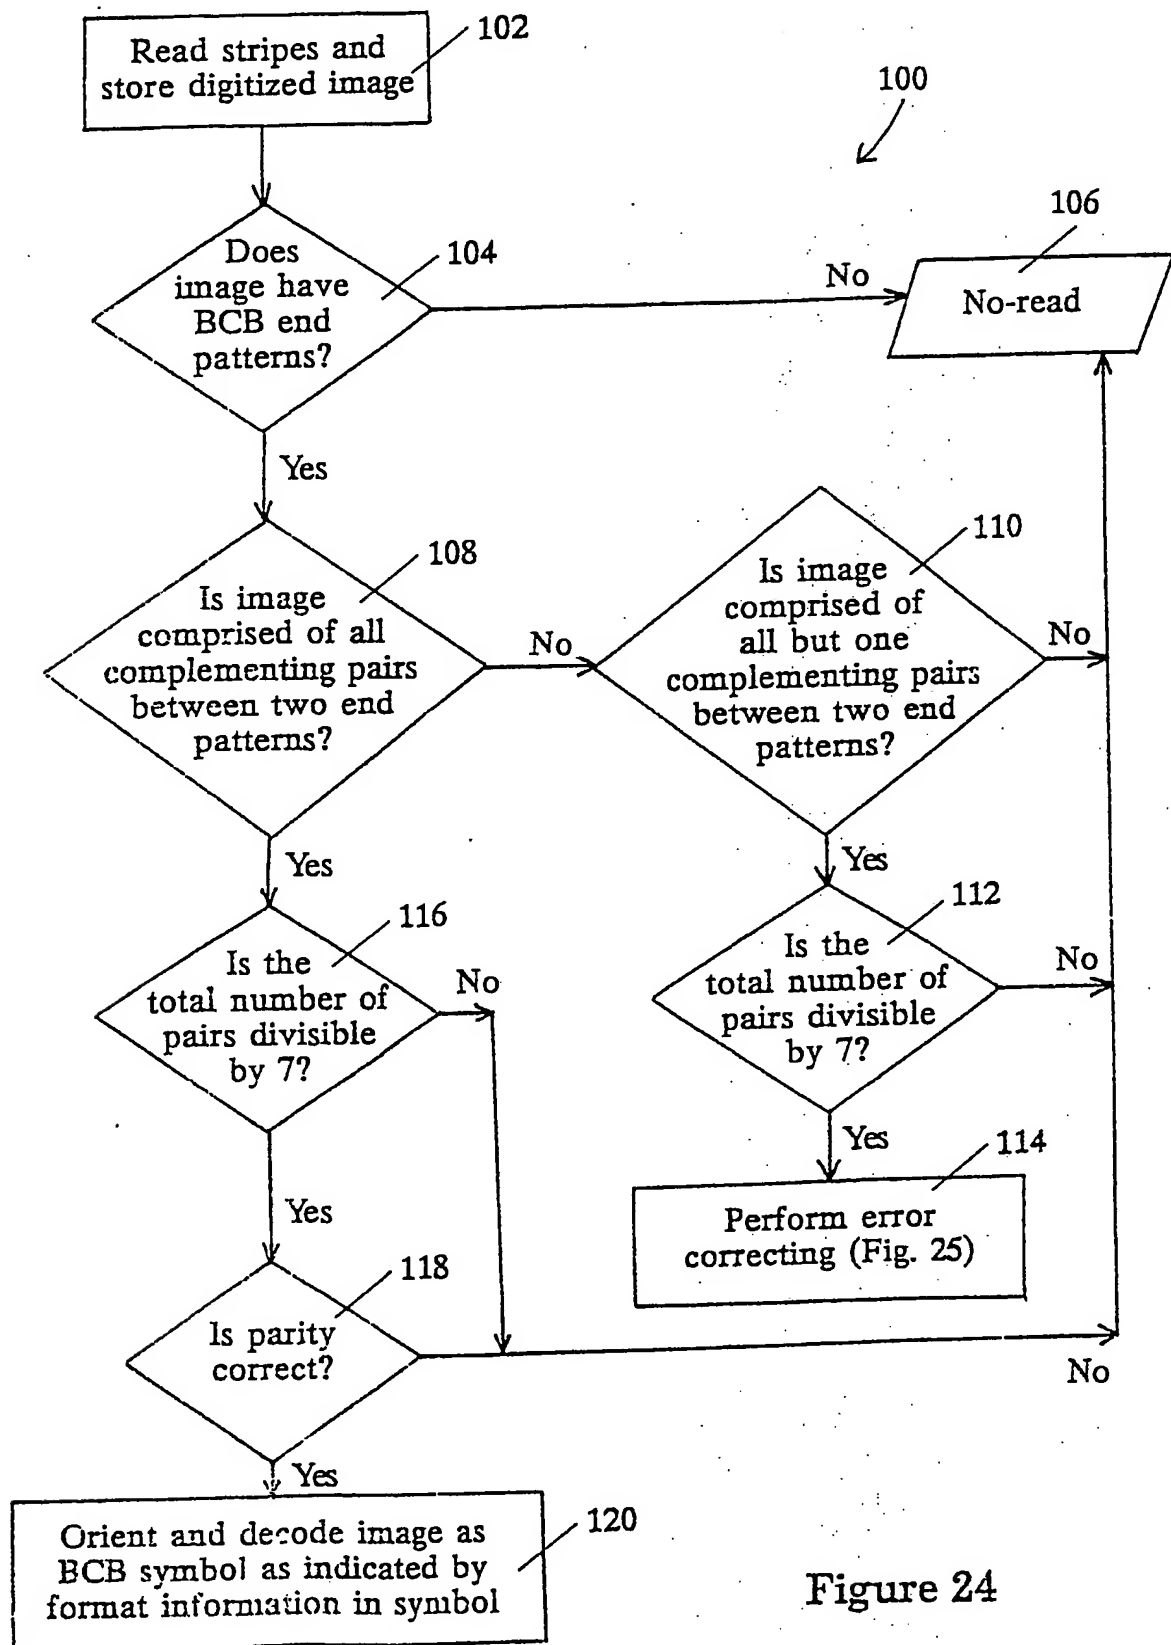 Read stripes and
store digitized image
102
100
106
No-read
Does
image have
BCB end
patterns?
104
No
Yes
108
Is image
comprised of all
complementing pairs
between two end
patterns?
No
110
Is image
comprised of
all but one
complementing pairs
between two end
patterns?
No
Yes
Yes
116
Is the
total number of
pairs divisible
by 7?
No
112
Is the
total number of
pairs divisible
by 7?
No
Yes
Yes
114
Perform error
correcting (Fig. 25)
118
Is parity
correct?
No
Yes
Orient and decode image as
BCB symbol as indicated by
format information in symbol
120
Figure 24